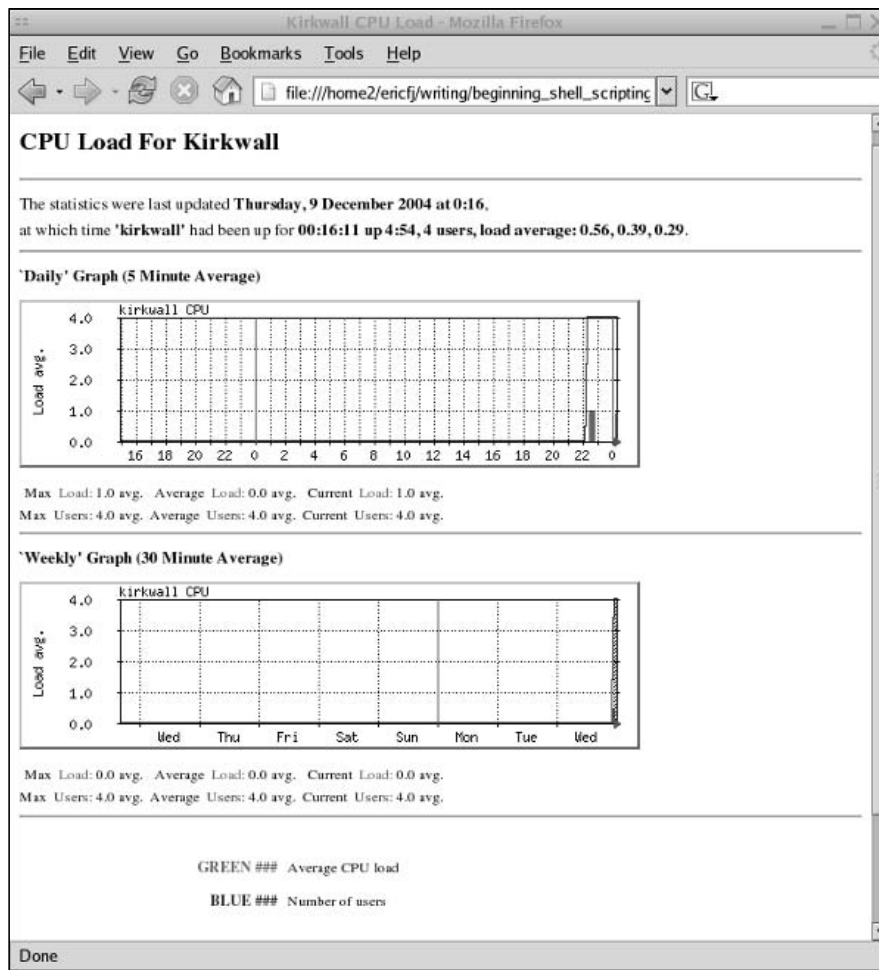 Kirkwall CPU Load - Mozilla Firefox
File Edit View Go Bookmarks Tools Help
file:///home2/ericfj/writing/beginning_shell_scripting
G
CPU Load For Kirkwall
The statistics were last updated Thursday, 9 December 2004 at 0:16,
at which time 'kirkwall' had been up for 00:16:11 up 4:54, 4 users, load average: 0.56, 0.39, 0.29.
`Daily' Graph (5 Minute Average)
kirkwall CPU
Load avg.
4.0
3.0
2.0
1.0
0.0
16 18 20 22 0 2 4 6 8 10 12 14 16 18 20 22 0
Max Load: 1.0 avg. Average Load: 0.0 avg. Current Load: 1.0 avg.
Max Users: 4.0 avg. Average Users: 4.0 avg. Current Users: 4.0 avg.
`Weekly' Graph (30 Minute Average)
kirkwall CPU
Load avg.
4.0
3.0
2.0
1.0
0.0
Wed Thu Fri Sat Sun Mon Tue Wed
Max Load: 0.0 avg. Average Load: 0.0 avg. Current Load: 0.0 avg.
Max Users: 4.0 avg. Average Users: 4.0 avg. Current Users: 4.0 avg.
GREEN ### Average CPU load
BLUE ### Number of users
Done